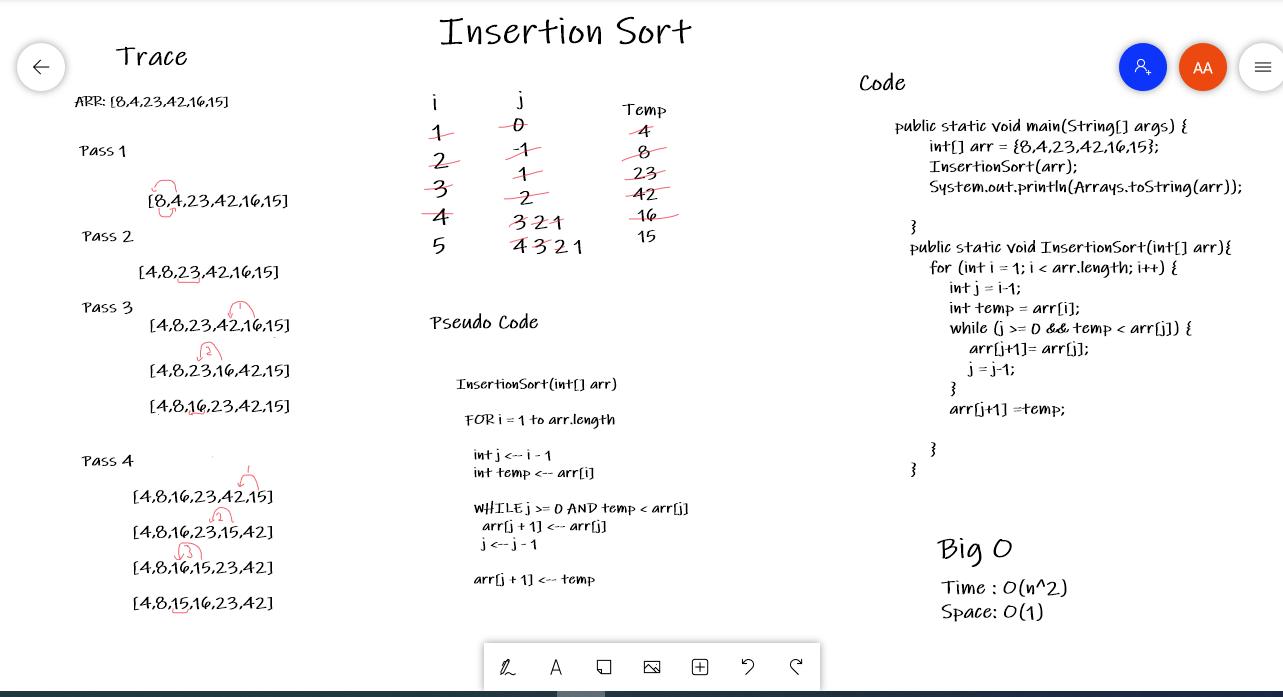 Insertion Sort
Trace
ARR: [8,4,23,42,16,15]
Pass 1
[8,4,23,42,16,15]
Pass 2
[4,8,23,42,16,15]
Pass 3
1
[4,8,23,42,16,15]
2
[4,8,23,16,42,15]
[4,8,16,23,42,15]
Pass 4
1
[4,8,16,23,42,15]
2
[4,8,16,23,15,42]
3
[4,8,16,15,23,42]
[4,8,15,16,23,42]
i j Temp
1 0 4
2 -1 8
3 1 23
4 2 42
5 3 2 1 16
4 3 2 1 15
Pseudo Code
InsertionSort(int[] arr)
FOR i = 1 to arr.length
int j <-- i - 1
int temp <-- arr[i]
WHILE j >= 0 AND temp < arr[j]
arr[j + 1] <-- arr[j]
j <-- j - 1
arr[j + 1] <-- temp
Code
public static void main(String[] args) {
int[] arr = {8,4,23,42,16,15};
InsertionSort(arr);
System.out.println(Arrays.toString(arr));
}
public static void InsertionSort(int[] arr){
for (int i = 1; i < arr.length; i++) {
int j = i-1;
int temp = arr[i];
while (j >= 0 && temp < arr[j]) {
arr[j+1]= arr[j];
j = j-1;
}
arr[j+1] =temp;
}
}
Big O
Time : O(n^2)
Space: O(1)
AA
A